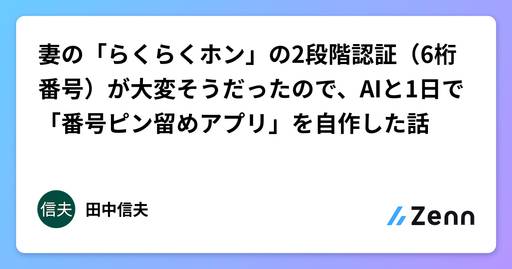 妻の「らくらくホン」の2段階認証（6桁
番号）が大変そうだったので、AIと1日で
「番号ピン留めアプリ」を自作した話
信夫
田中信夫
Zenn